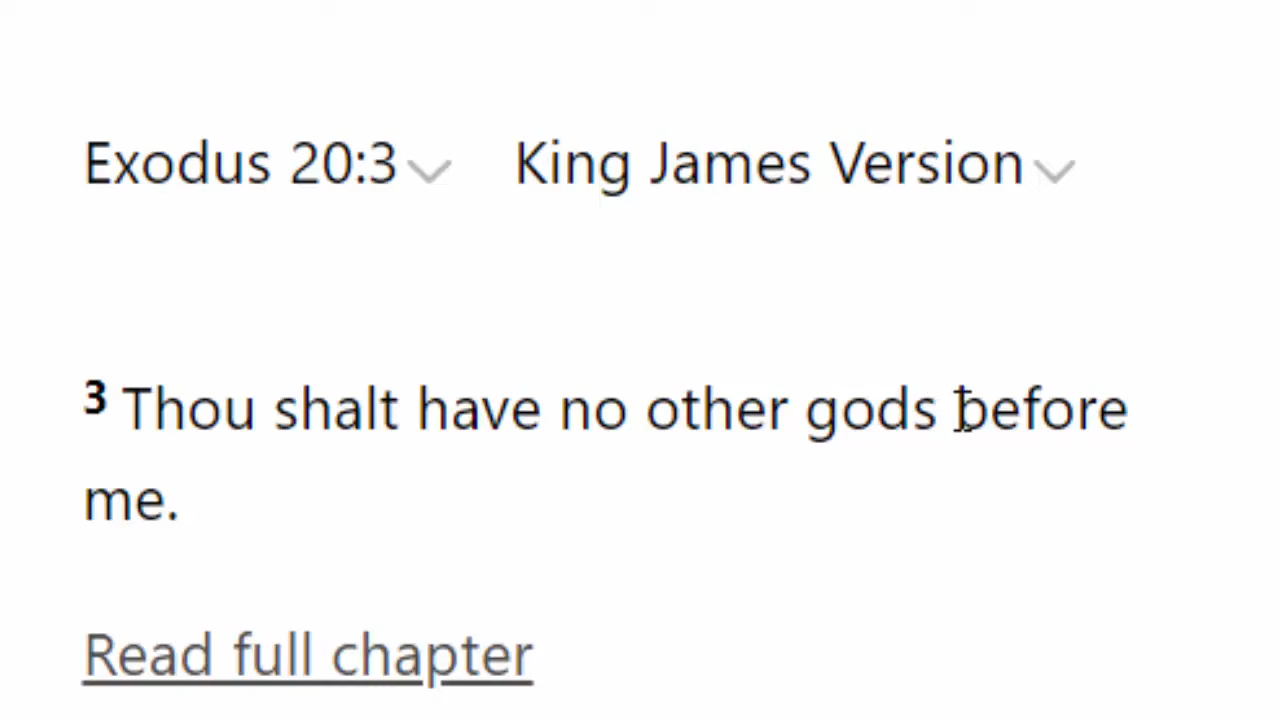 Exodus 20:3 King James Version
3 Thou shalt have no other gods before
me.
Read full chapter